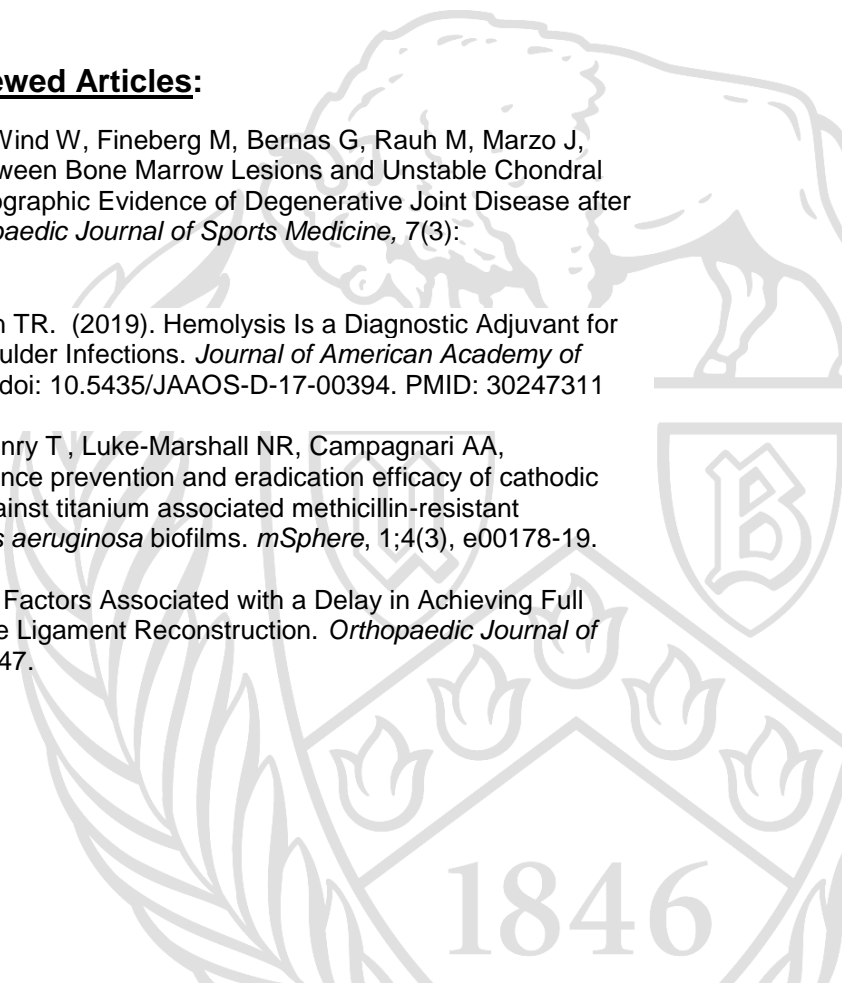 ewed Articles:
Wind W, Fineberg M, Bernas G, Rauh M, Marzo J,
ween Bone Marrow Lesions and Unstable Chondral
ographic Evidence of Degenerative Joint Disease after
paedic Journal of Sports Medicine, 7(3):
n TR. (2019). Hemolysis Is a Diagnostic Adjuvant for
ulder Infections. Journal of American Academy of
doi: 10.5435/JAAOS-D-17-00394. PMID: 30247311
nry T, Luke-Marshall NR, Campagnari AA,
nce prevention and eradication efficacy of cathodic
ainst titanium associated methicillin-resistant
s aeruginosa biofilms. mSphere, 1;4(3), e00178-19.
Factors Associated with a Delay in Achieving Full
e Ligament Reconstruction. Orthopaedic Journal of
47.
U B
1846